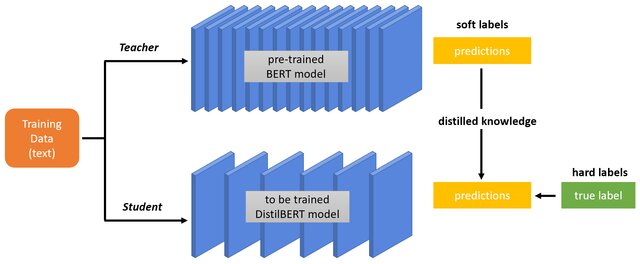 soft labels
Teacher
predictions
pre-trained
BERT model
distilled knowledge
Training
Data
(text)
hard labels
to be trained
DistilBERT model
predictions
true label
Student